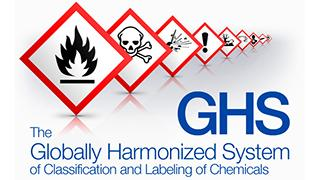 GHS
The
Globally Harmonized System
of Classification and Labeling of Chemicals